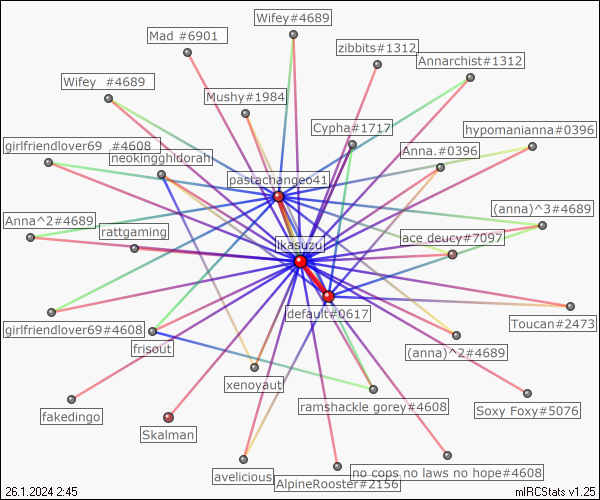 Wifey#4689
Mad #6901
zibbits#1312
Annarchist#1312
Wifey  #4689
Mushy#1984
Cypha#1717
hypomanianna#0396
girlfriendlover69  #4608
neokingghidorah
Anna.#0396
pastachange041
Anna^2#4689
(anna)^3#4689
rattgaming
ikasuzu
ace deucy#7097
default#0617
Toucan#2473
girlfriendlover69#4608
frisout
(anna)^2#4689
xenoyaut
fakedingo
ramshackle gorey#4608
Soxy Foxy#5076
Skalman
avelicious
AlpineRooster#2156
no cops no laws no hope#4608
26.1.2024 2:45
mIRCStats v1.25